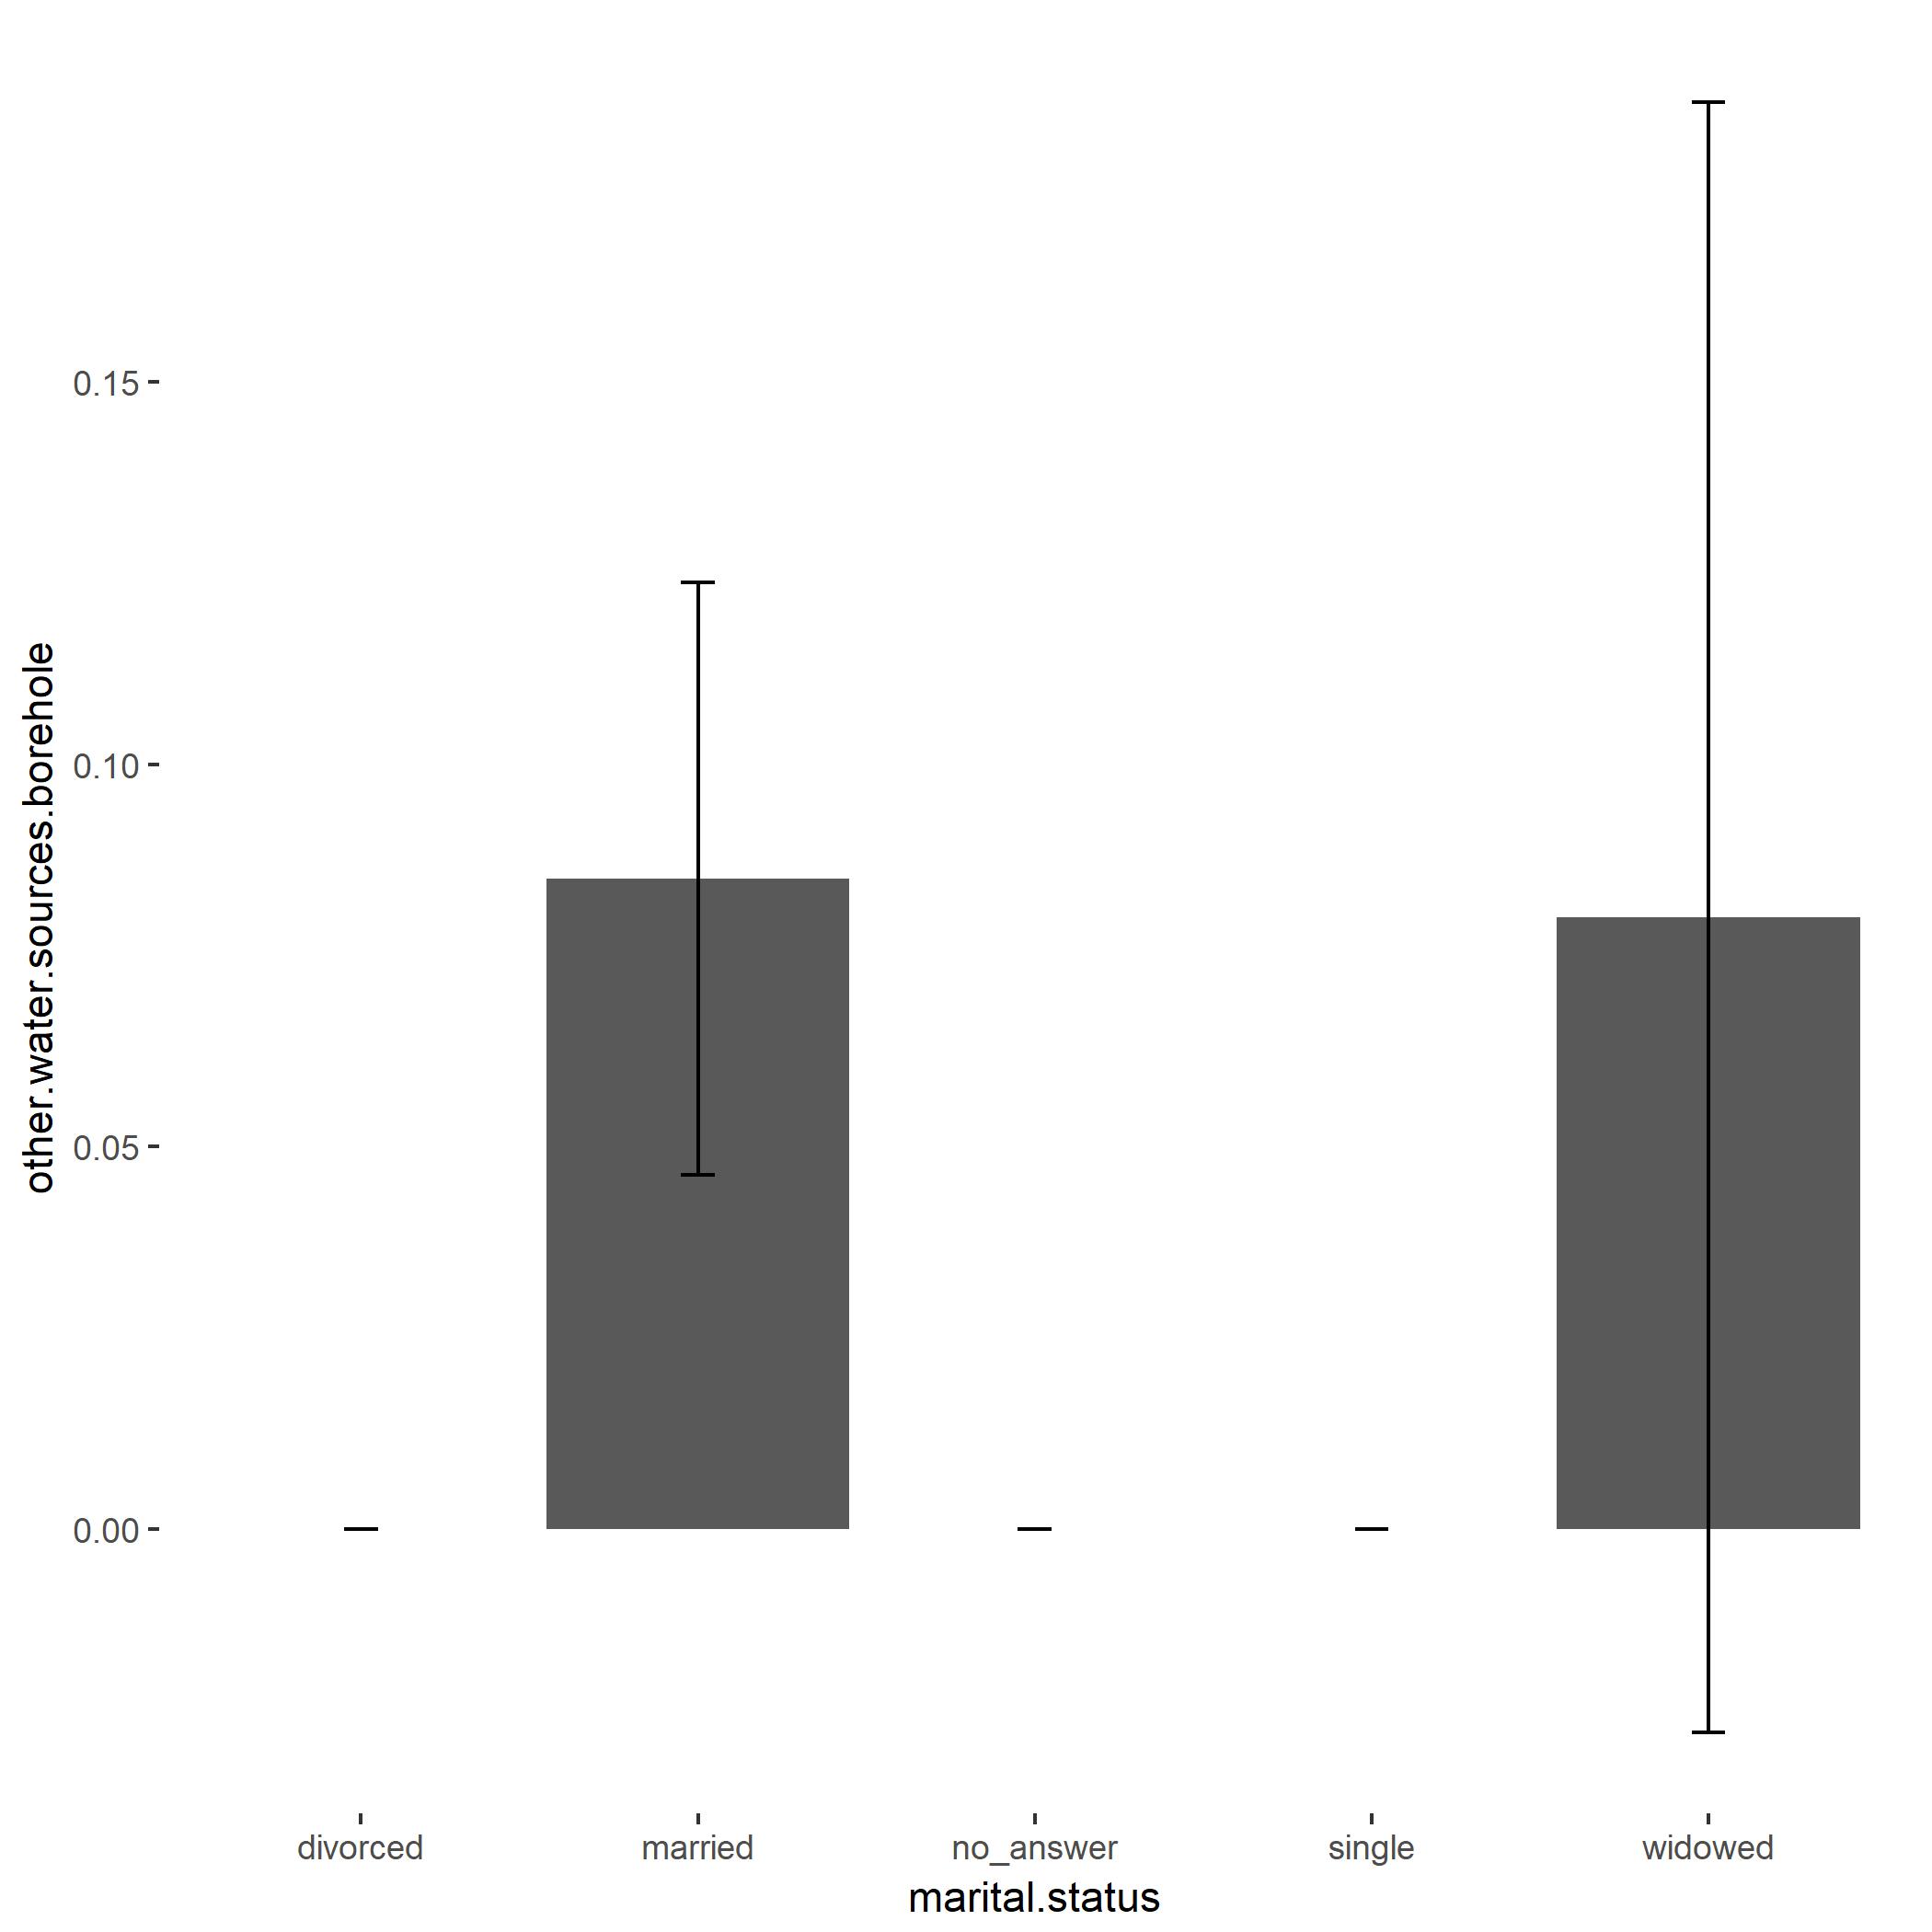 other.water.sources.borehole
0.15
0.10
0.05
0.00
divorced married no_answer single widowed
marital.status